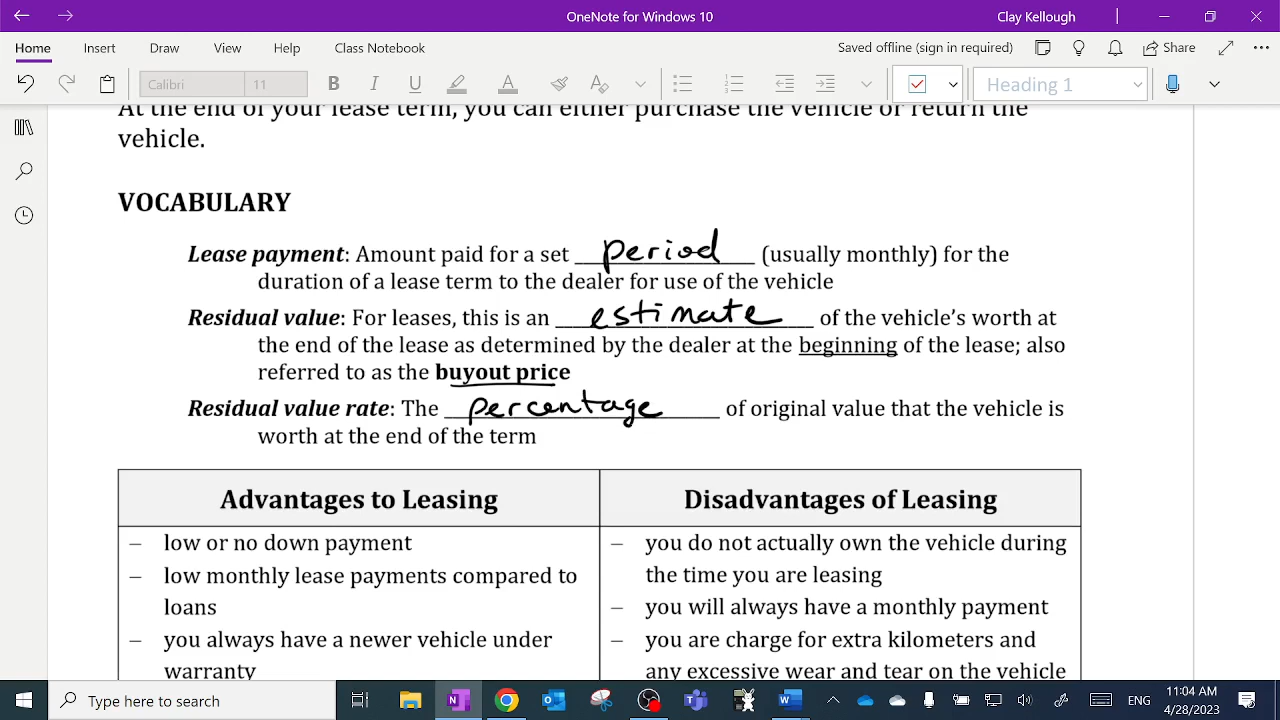 OneNote for Windows 10
Clay Kellough
Home Insert Draw View Help Class Notebook
Saved offline (sign in required)
Share
Calibri 11 B I U A Heading 1
At the end of your lease term, you can either purchase the vehicle or return the
vehicle.
VOCABULARY
Lease payment: Amount paid for a set period (usually monthly) for the
duration of a lease term to the dealer for use of the vehicle
Residual value: For leases, this is an estimate of the vehicle's worth at
the end of the lease as determined by the dealer at the beginning of the lease; also
referred to as the buyout price
Residual value rate: The percentage of original value that the vehicle is
worth at the end of the term
Advantages to Leasing
– low or no down payment
– low monthly lease payments compared to
loans
– you always have a newer vehicle under
warranty
Disadvantages of Leasing
– you do not actually own the vehicle during
the time you are leasing
– you will always have a monthly payment
– you are charge for extra kilometers and
any excessive wear and tear on the vehicle
Type here to search
ENG
11:04 AM
4/28/2023